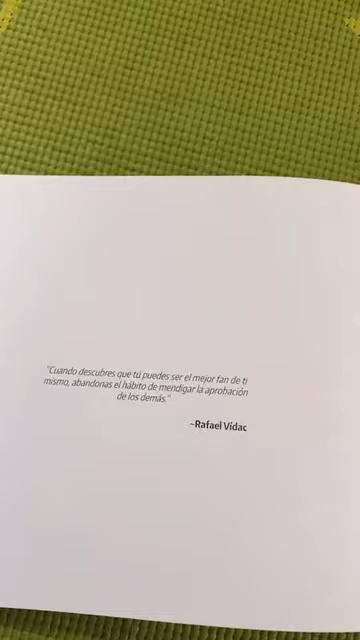 "Cuando descubres que tú puedes ser el mejor fan de ti
mismo, abandonas el hábito de mendigar la aprobación
de los demás."
~Rafael Vídac